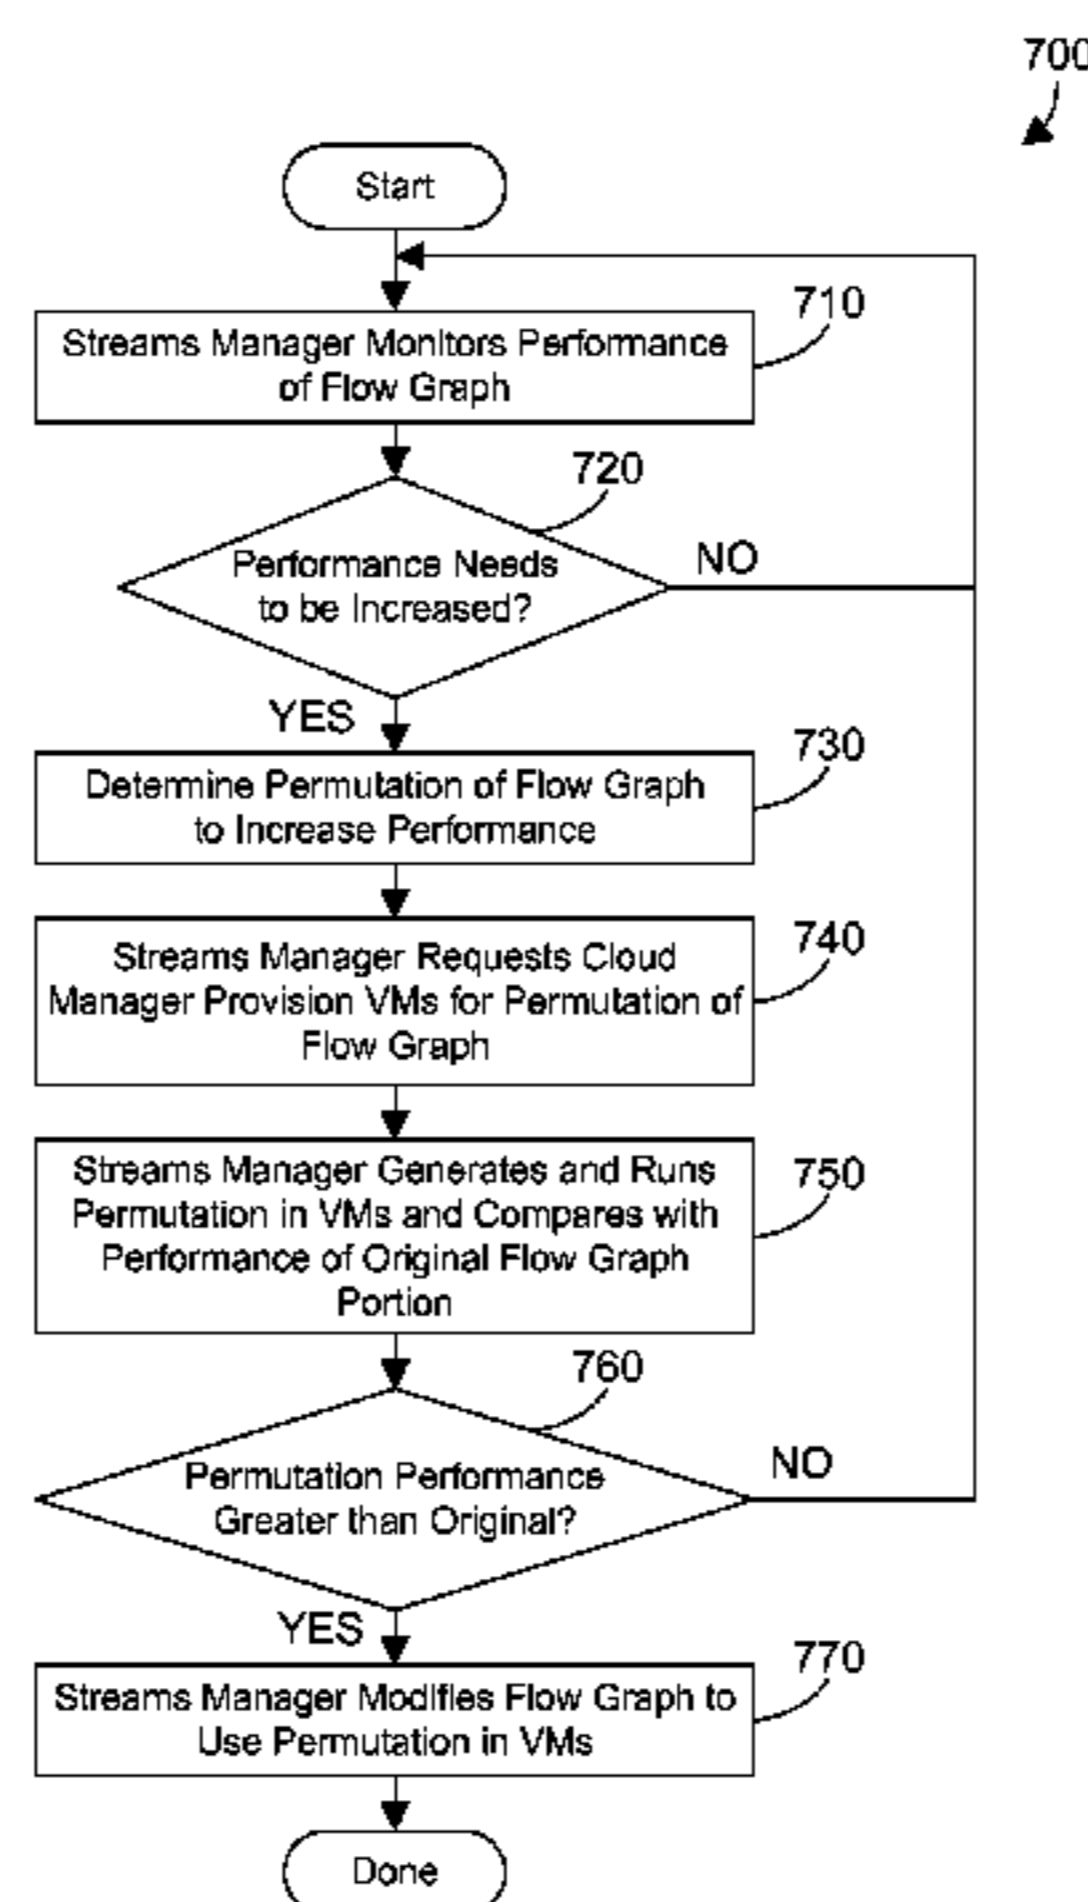 700
Start
710
Streams Manager Monitors Performance
of Flow Graph
720
Performance Needs
to be Increased?
NO
YES
730
Determine Permutation of Flow Graph
to Increase Performance
740
Streams Manager Requests Cloud
Manager Provision VMs for Permutation of
Flow Graph
750
Streams Manager Generates and Runs
Permutation in VMs and Compares with
Performance of Original Flow Graph
Portion
760
Permutation Performance
Greater than Original?
NO
YES
770
Streams Manager Modifies Flow Graph to
Use Permutation in VMs
Done